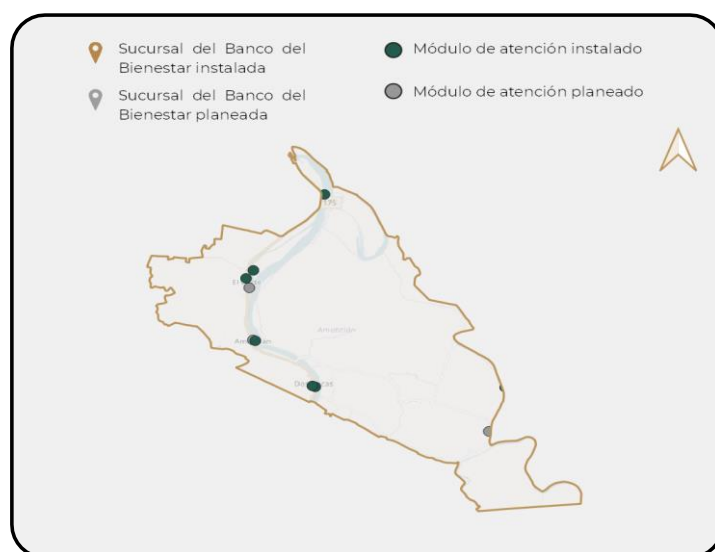 Sucursal del Banco del
Bienestar instalada
Sucursal del Banco del
Bienestar planeada
Módulo de atención instalado
Módulo de atención planeado
Amatitán